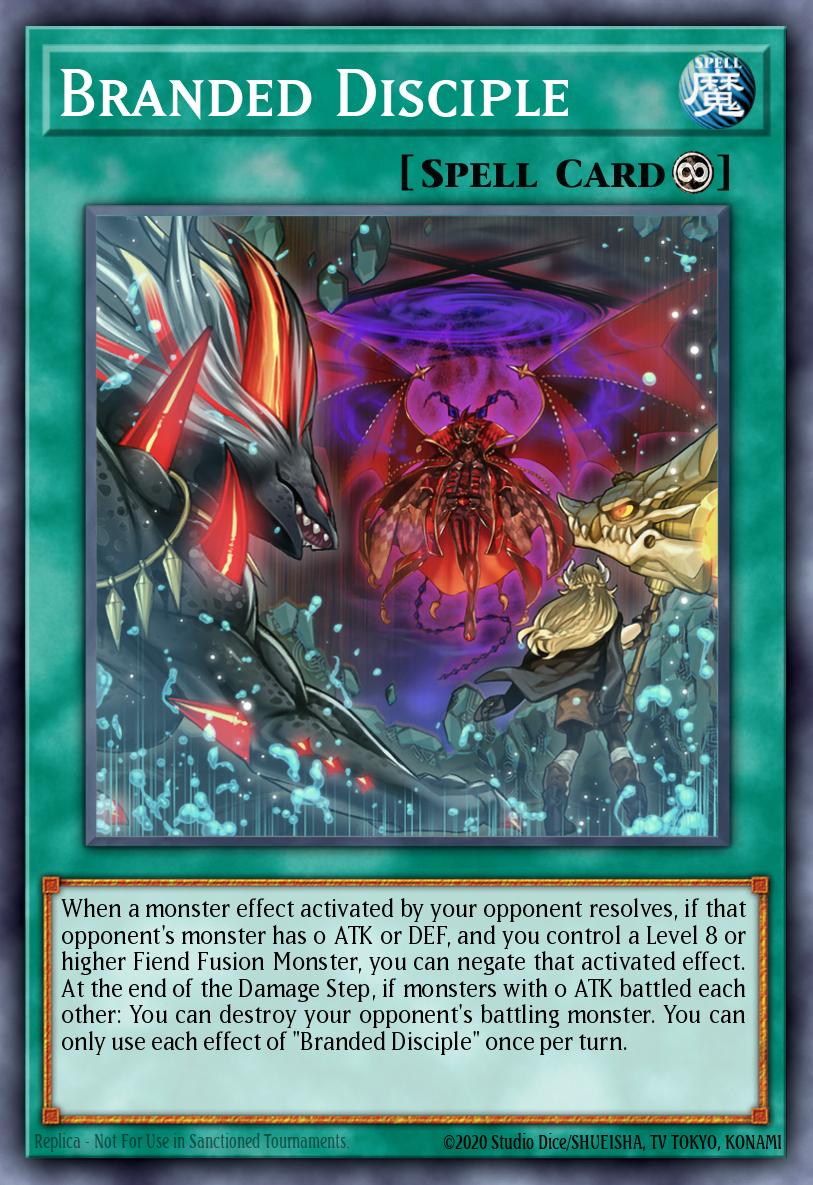 Branded Disciple
SPELL
魔
[Spell Card]
When a monster effect activated by your opponent resolves, if that
opponent's monster has 0 ATK or DEF, and you control a Level 8 or
higher Fiend Fusion Monster, you can negate that activated effect.
At the end of the Damage Step, if monsters with 0 ATK battled each
other: You can destroy your opponent's battling monster. You can
only use each effect of "Branded Disciple" once per turn.
Replica - Not For Use in Sanctioned Tournaments.
©2020 Studio Dice/SHUEISHA, TV TOKYO, KONAMI